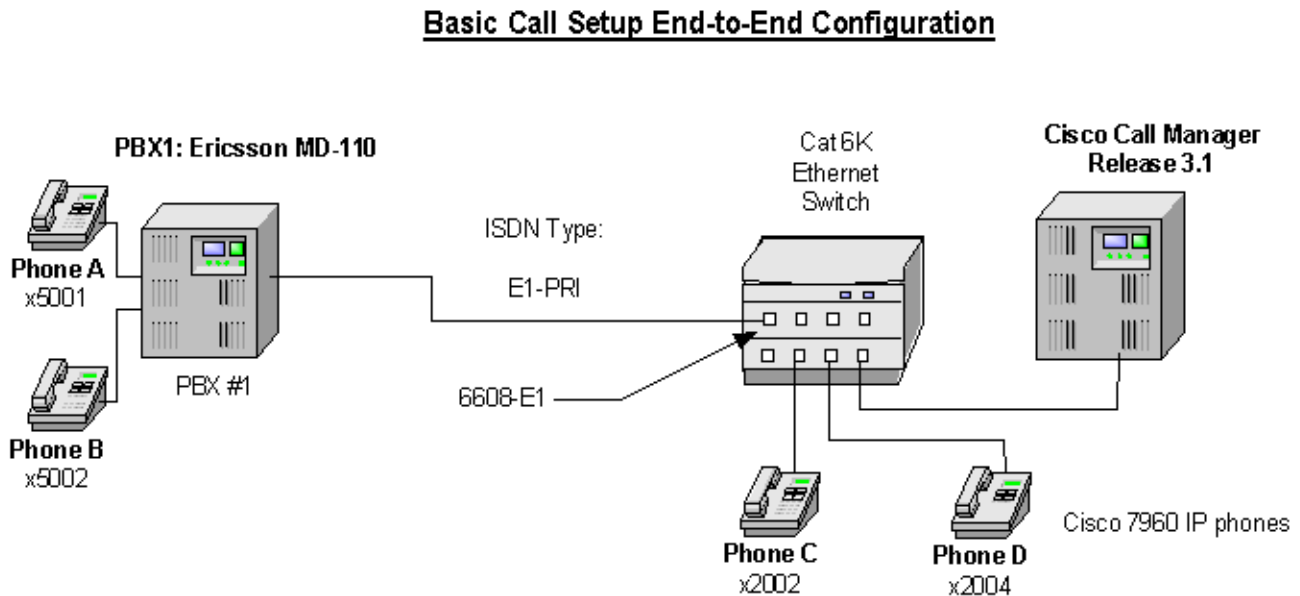 Basic Call Setup End-to-End Configuration
PBX1: Ericsson MD-110
Cat 6K
Ethernet
Switch
Cisco Call Manager
Release 3.1
ISDN Type:
E1-PRI
Phone A
x5001
PBX #1
6608-E1
Phone B
x5002
Phone C
x2002
Phone D
x2004
Cisco 7960 IP phones